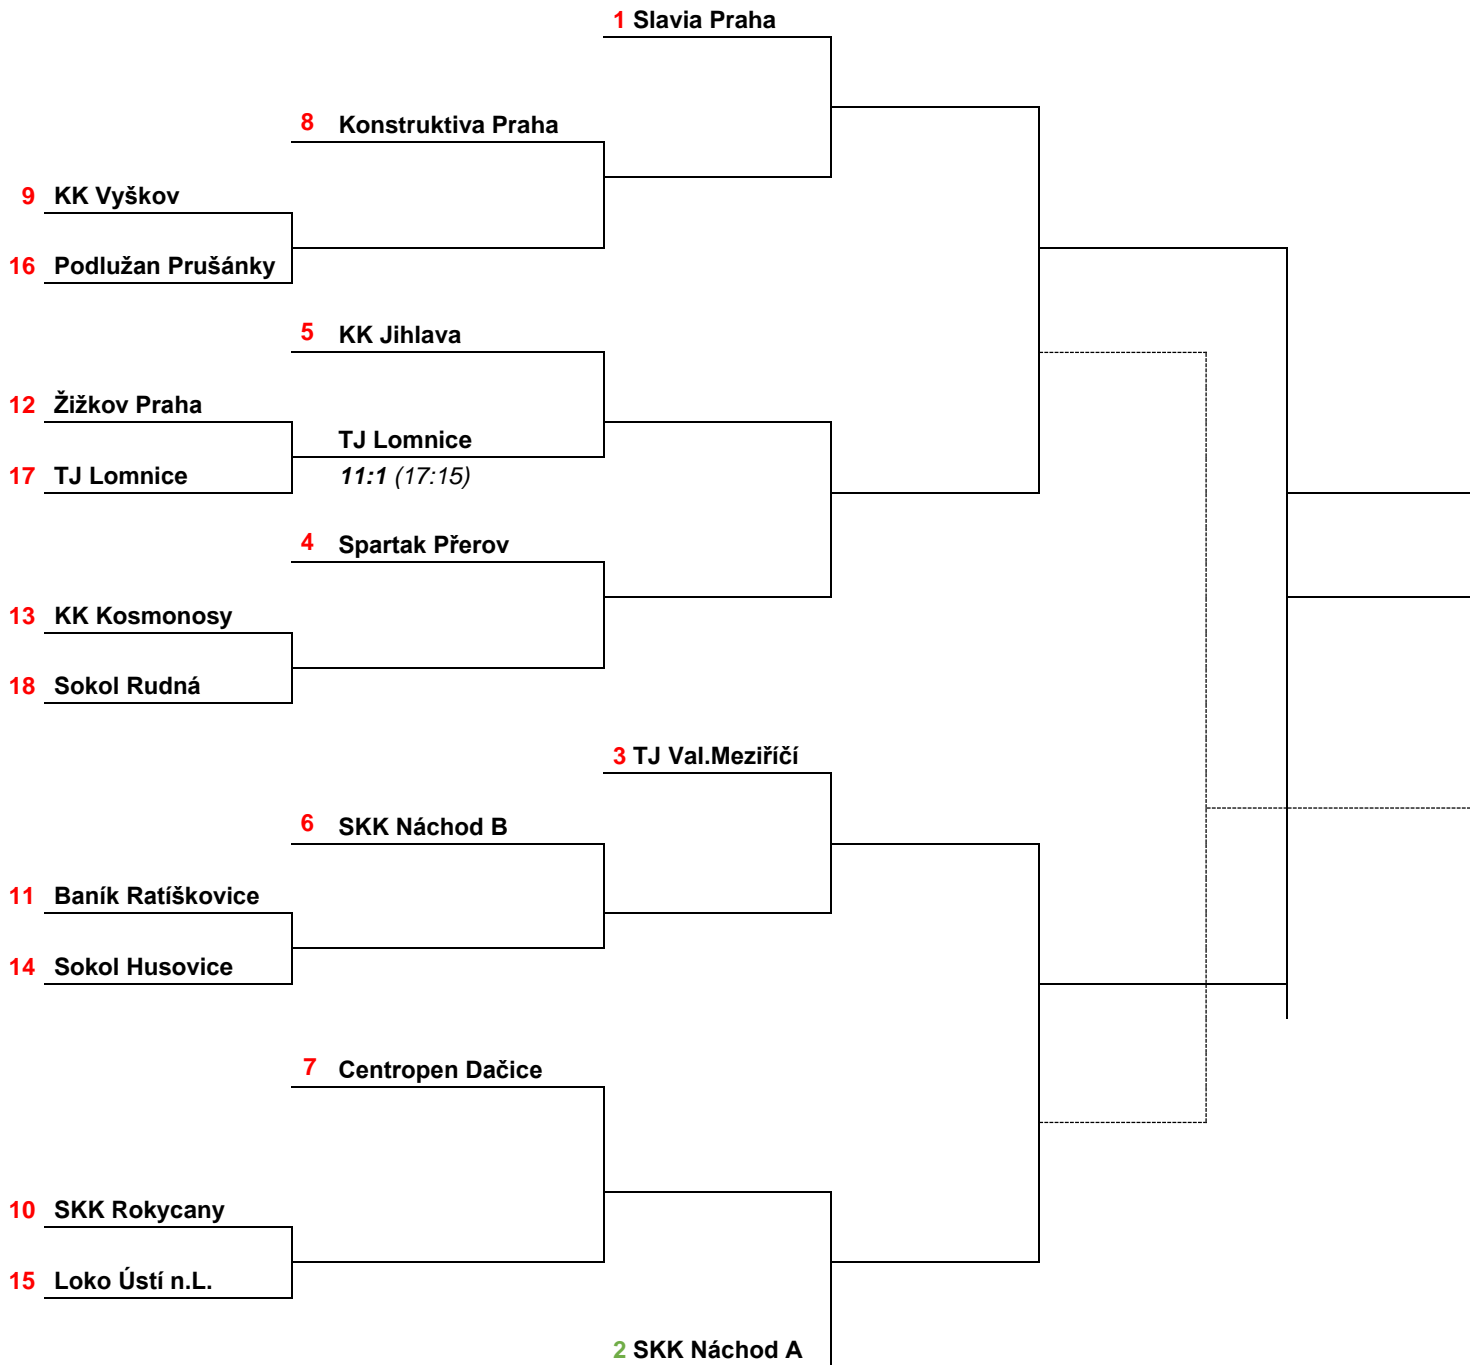 1 Slavia Praha
8 Konstruktiva Praha
9 KK Vyškov
16 Podlužan Prušánky
5 KK Jihlava
12 Žižkov Praha
TJ Lomnice
17 TJ Lomnice
11:1 (17:15)
4 Spartak Přerov
13 KK Kosmonosy
18 Sokol Rudná
3 TJ Val.Meziříčí
6 SKK Náchod B
11 Baník Ratíškovice
14 Sokol Husovice
7 Centropen Dačice
10 SKK Rokycany
15 Loko Ústí n.L.
2 SKK Náchod A